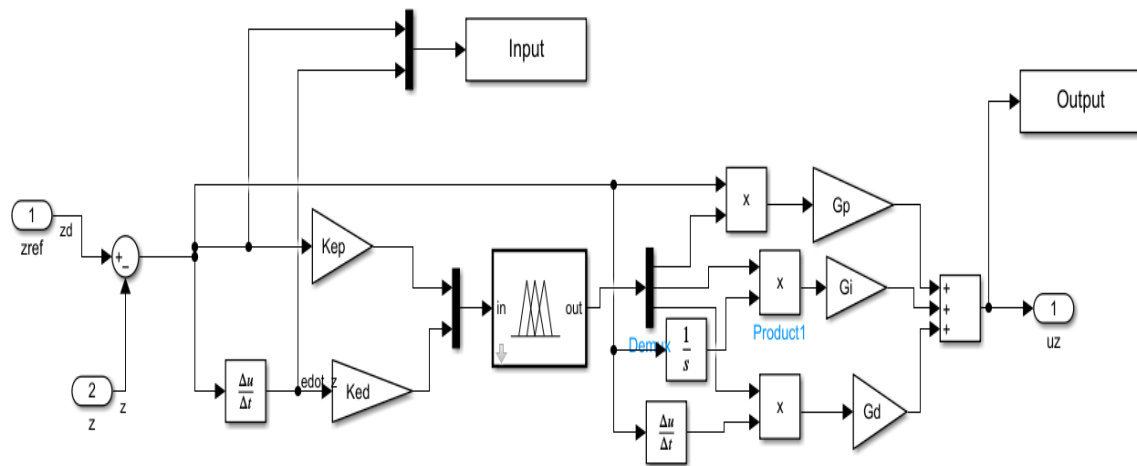 Input
Output
1
zref
zd
+
−
Kep
in
out
x
Gp
x
Gi
Product1
Demux
1
s
+
+
+
1
uz
2
z
z
Δu
Δt
edot_z
Ked
Δu
Δt
x
Gd